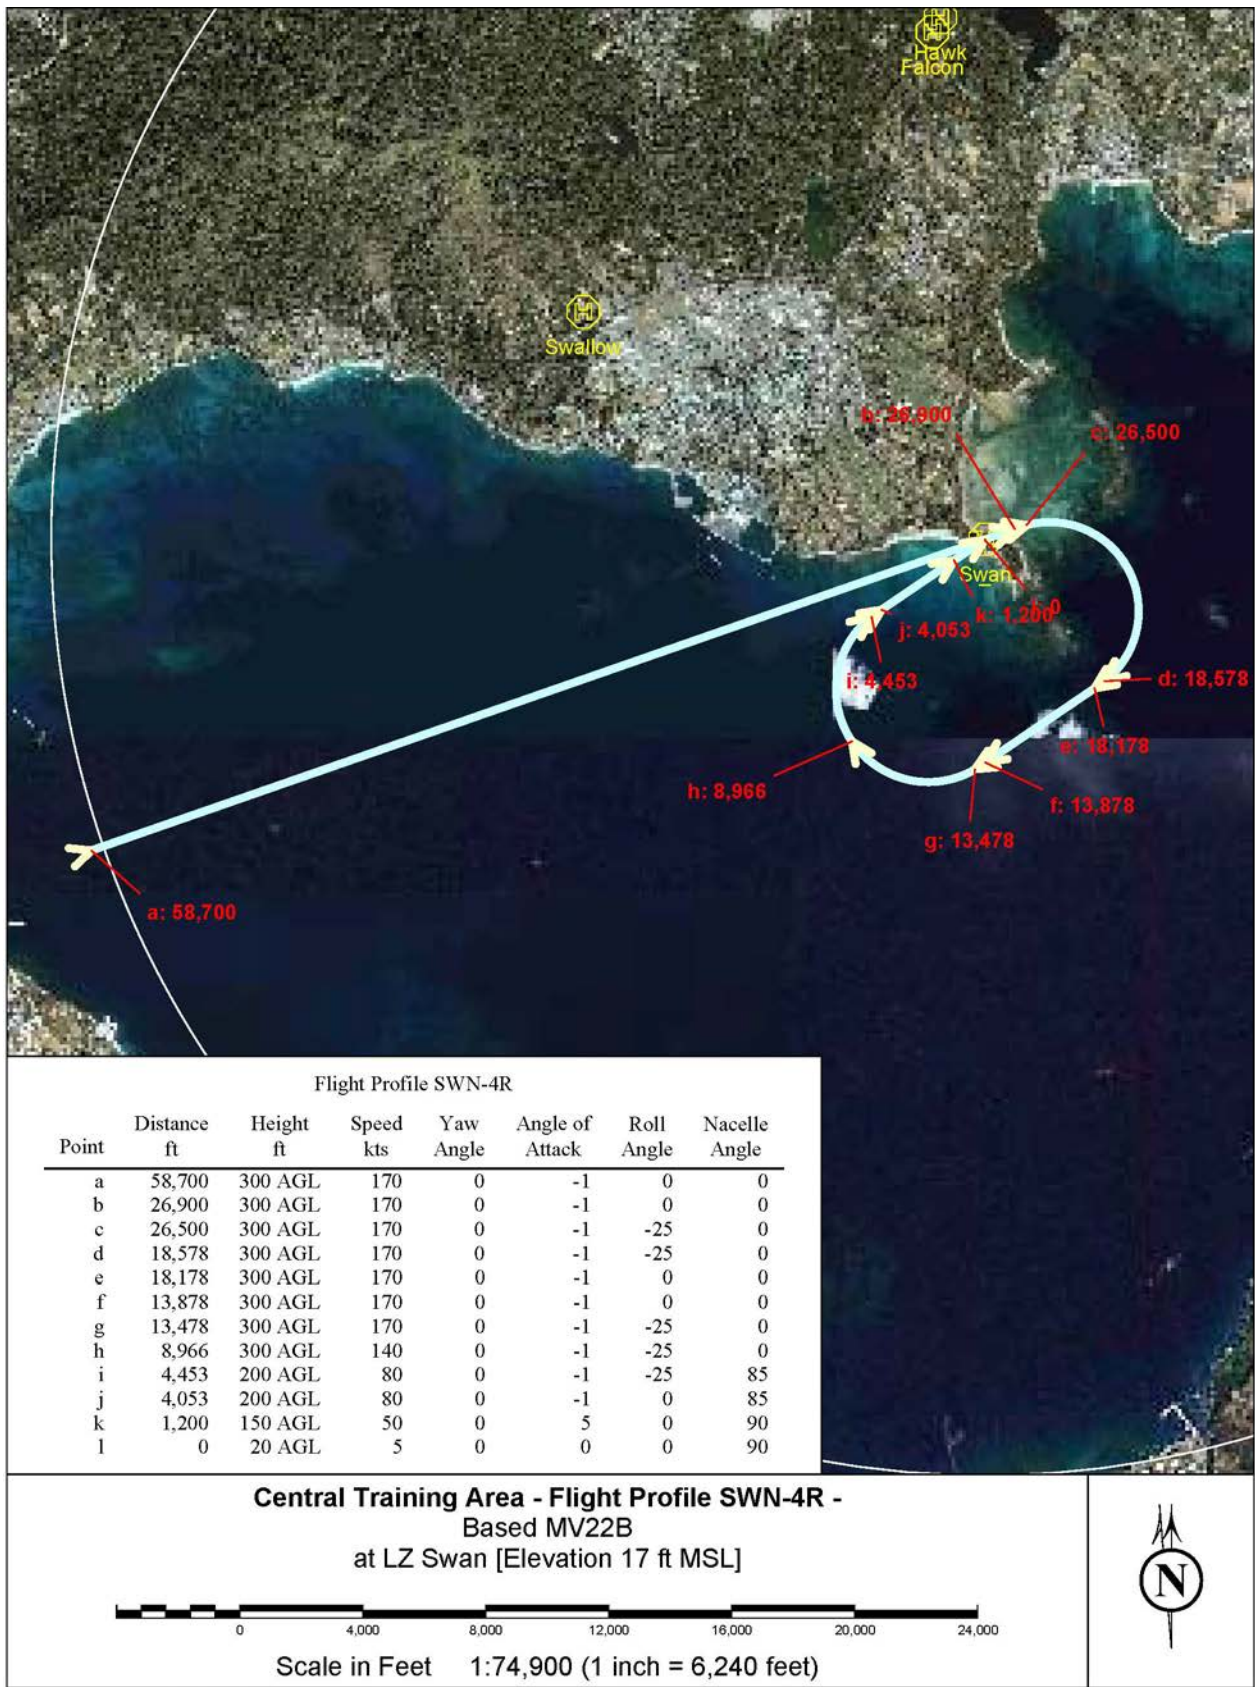 Hawk
Falcon
Swallow
b: 26,900
c: 26,500
Swan
k: 1,200
j: 4,053
i: 4,453
d: 18,578
e: 18,178
h: 8,966
f: 13,878
g: 13,478
a: 58,700
Flight Profile SWN-4R
Point Distance ft Height ft Speed kts Yaw Angle Angle of Attack Roll Angle Nacelle Angle
a 58,700 300 AGL 170 0 -1 0 0
b 26,900 300 AGL 170 0 -1 0 0
c 26,500 300 AGL 170 0 -1 -25 0
d 18,578 300 AGL 170 0 -1 -25 0
e 18,178 300 AGL 170 0 -1 0 0
f 13,878 300 AGL 170 0 -1 0 0
g 13,478 300 AGL 170 0 -1 -25 0
h 8,966 300 AGL 140 0 -1 -25 0
i 4,453 200 AGL 80 0 -1 -25 85
j 4,053 200 AGL 80 0 -1 0 85
k 1,200 150 AGL 50 0 5 0 90
l 0 20 AGL 5 0 0 0 90
Central Training Area - Flight Profile SWN-4R -
Based MV22B
at LZ Swan [Elevation 17 ft MSL]
0 4,000 8,000 12,000 16,000 20,000 24,000
Scale in Feet 1:74,900 (1 inch = 6,240 feet)
N